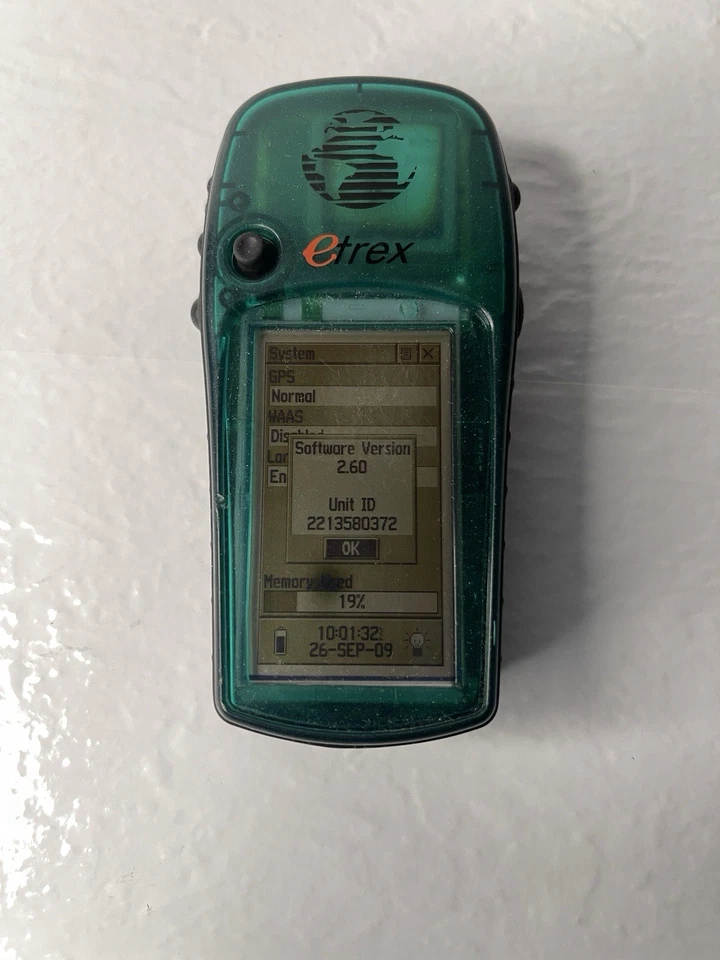 etrex
System
GPS
Normal
WAAS
Software Version
2.60
Unit ID
2213580372
OK
Memory
19%
10:01:32
26-SEP-09